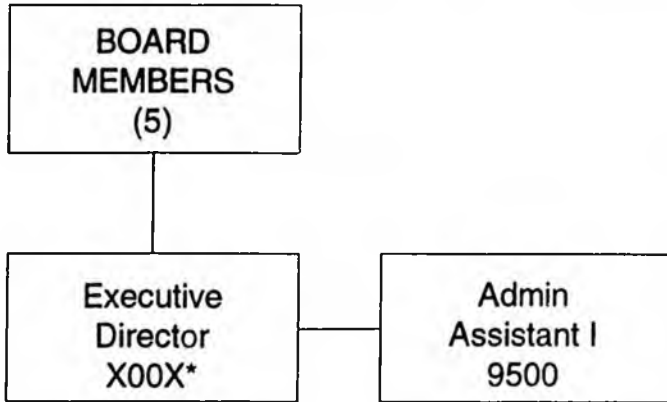 BOARD
MEMBERS
(5)
Executive
Director
X00X*
Admin
Assistant I
9500